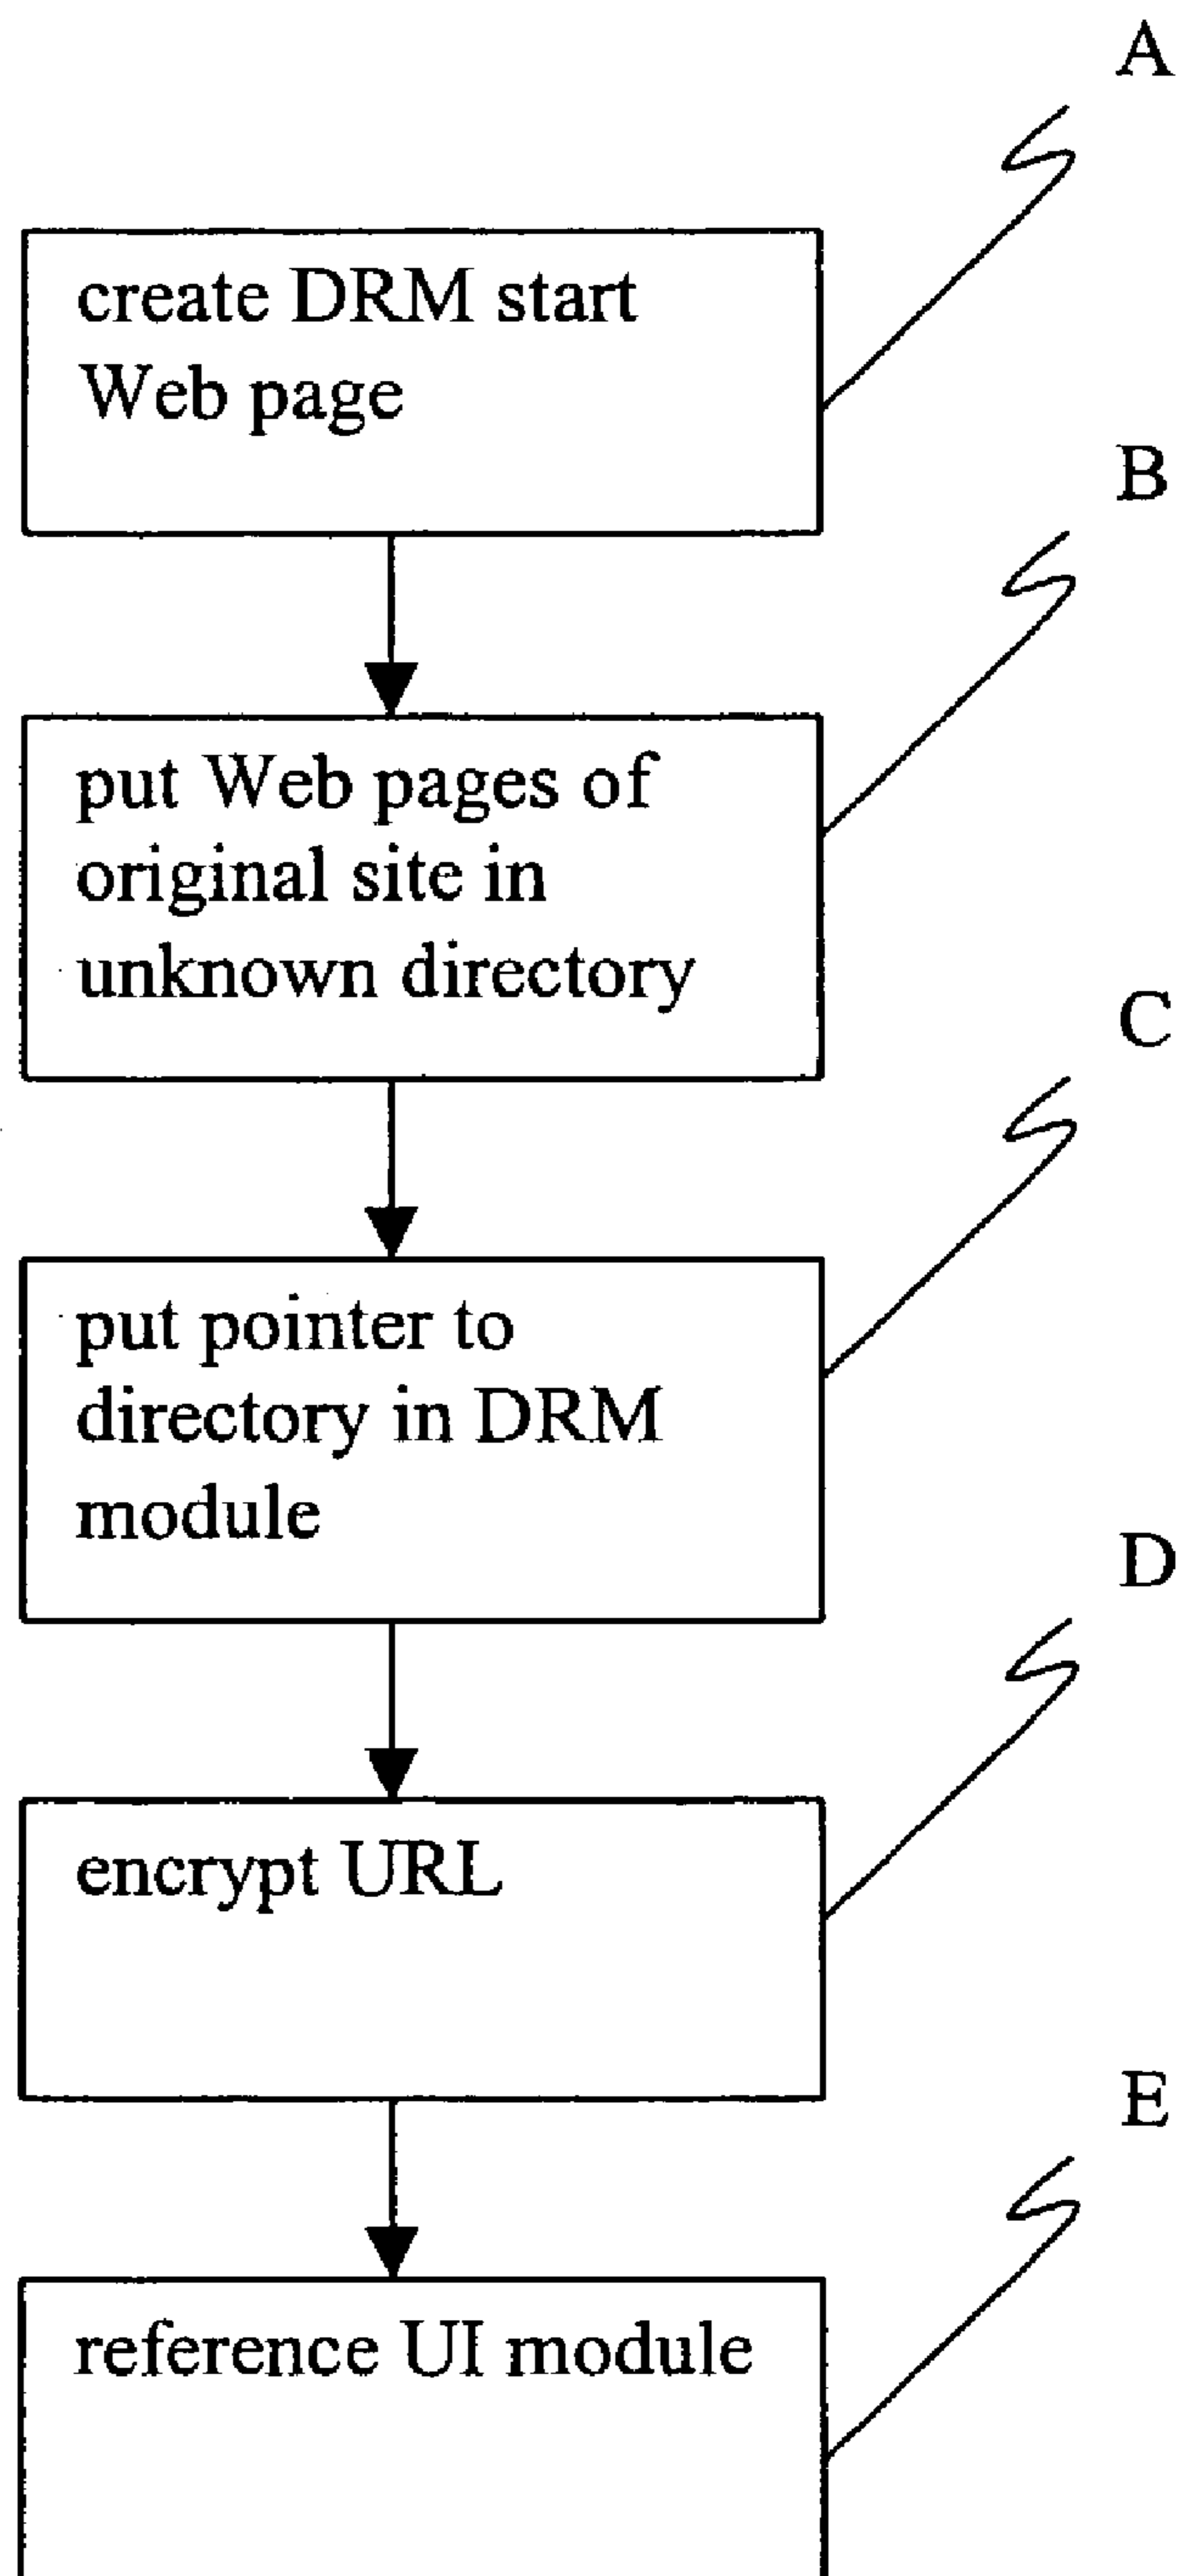 A
create DRM start
Web page
B
put Web pages of
original site in
unknown directory
C
put pointer to
directory in DRM
module
D
encrypt URL
E
reference UI module